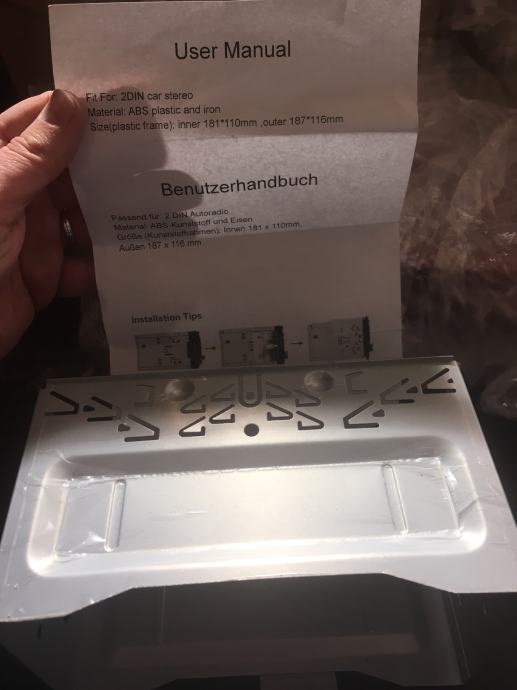 User Manual
Fit For: 2DIN car stereo
Material: ABS plastic and iron
Size(plastic frame): inner 181*110mm ,outer 187*116mm
Benutzerhandbuch
Passend für: 2 DIN Autoradio
Material: ABS-Kunststoff und Eisen
Größe (Kunststoffrahmen): Innen 181 x 110mm,
Außen 187 x 116 mm
Installation Tips